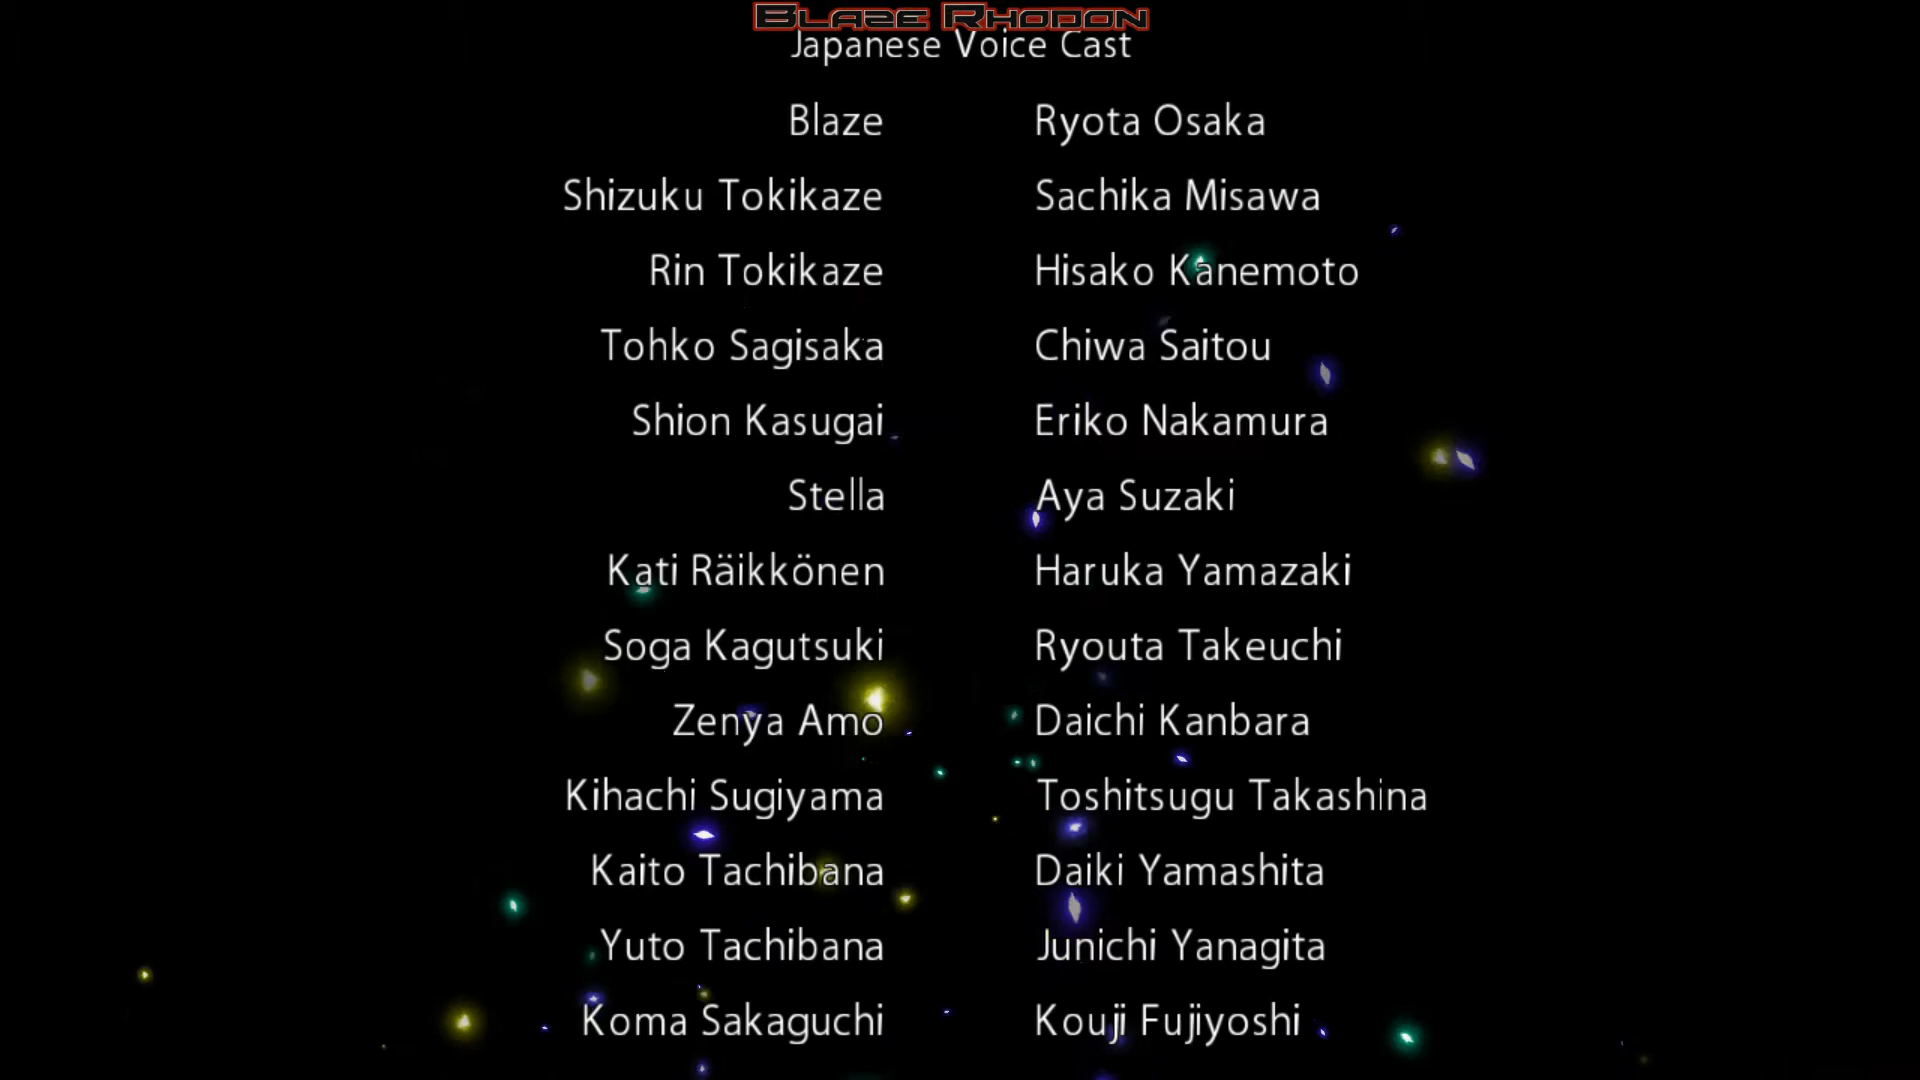 Blaze Rhodon
Japanese Voice Cast
Blaze Ryota Osaka
Shizuku Tokikaze Sachika Misawa
Rin Tokikaze Hisako Kanemoto
Tohko Sagisaka Chiwa Saitou
Shion Kasugai Eriko Nakamura
Stella Aya Suzaki
Kati Räikkönen Haruka Yamazaki
Soga Kagutsuki Ryouta Takeuchi
Zenya Amo Daichi Kanbara
Kihachi Sugiyama Toshitsugu Takashina
Kaito Tachibana Daiki Yamashita
Yuto Tachibana Junichi Yanagita
Koma Sakaguchi Kouji Fujiyoshi